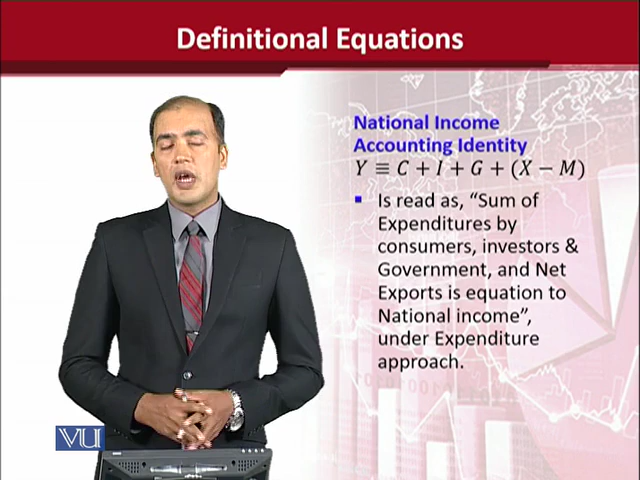 Definitional Equations
National Income
Accounting Identity
Y ≡ C + I + G + (X − M)
▪ Is read as, “Sum of
Expenditures by
consumers, investors &
Government, and Net
Exports is equation to
National income”,
under Expenditure
approach.
VU